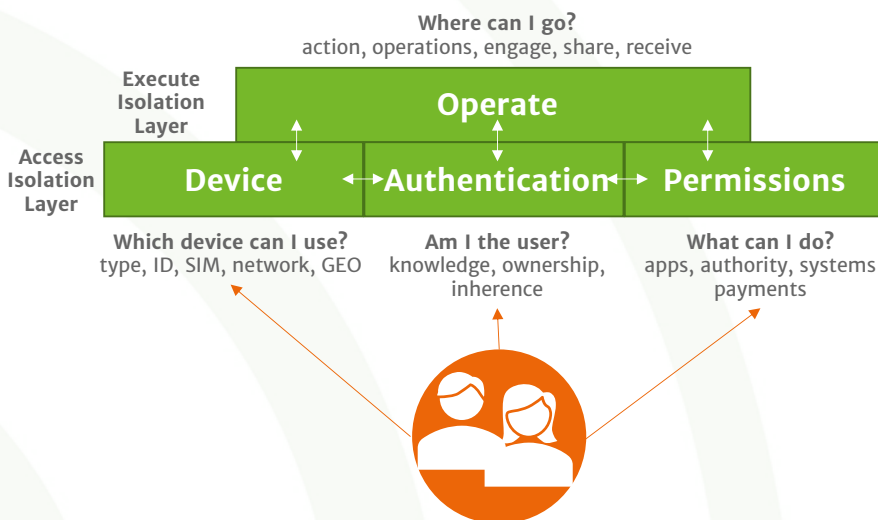 Where can I go?
action, operations, engage, share, receive
Execute
Isolation
Layer
Operate
Access
Isolation
Layer
Device
Authentication
Permissions
Which device can I use?
type, ID, SIM, network, GEO
Am I the user?
knowledge, ownership,
inherence
What can I do?
apps, authority, systems
payments